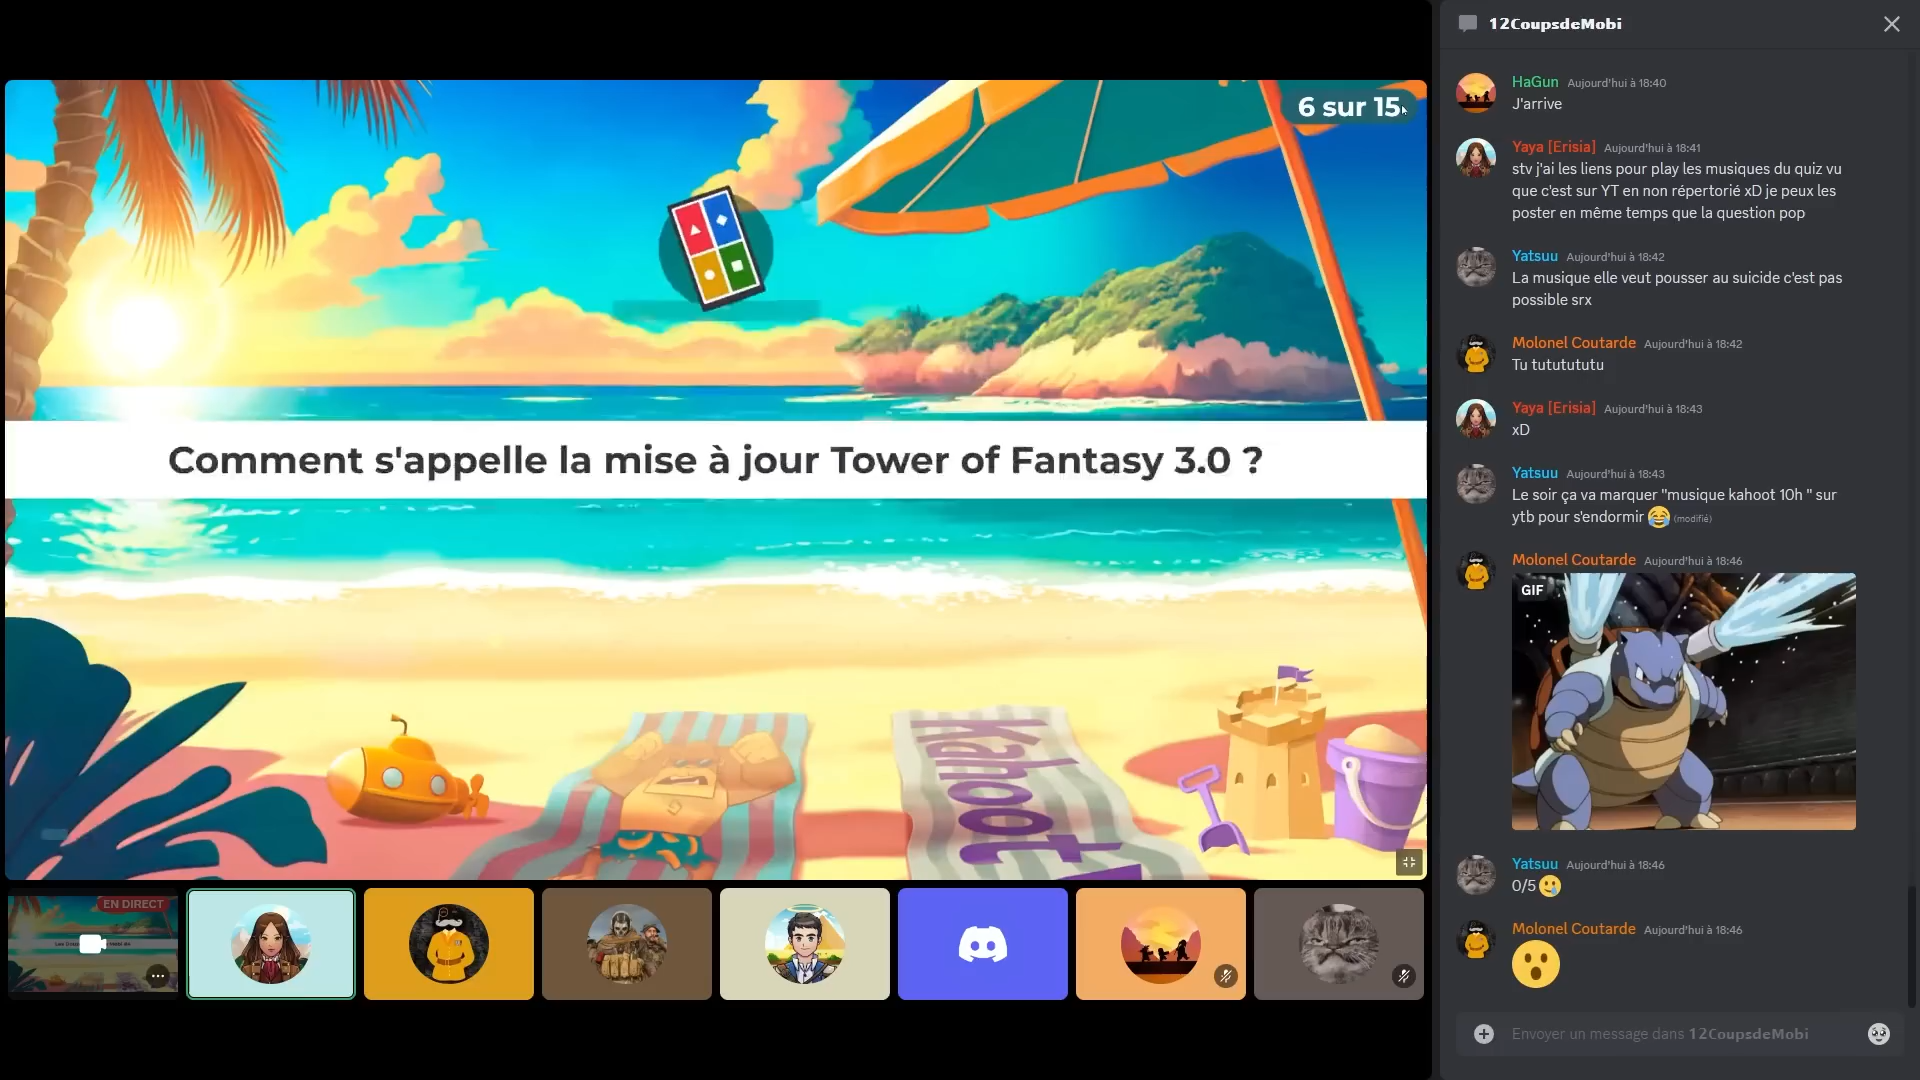 6 sur 15
Comment s'appelle la mise à jour Tower of Fantasy 3.0 ?
Kahoot!
EN DIRECT
12CoupsdeMobi
HaGun Aujourd'hui à 18:40
J'arrive
Yaya [Erisia] Aujourd'hui à 18:41
stv j'ai les liens pour play les musiques du quiz vu
que c'est sur YT en non répertorié xD je peux les
poster en même temps que la question pop
Yatsuu Aujourd'hui à 18:42
La musique elle veut pousser au suicide c'est pas
possible srx
Molonel Coutarde Aujourd'hui à 18:42
Tu tututututu
Yaya [Erisia] Aujourd'hui à 18:43
xD
Yatsuu Aujourd'hui à 18:43
Le soir ça va marquer "musique kahoot 10h " sur
ytb pour s'endormir 😂 (modifié)
Molonel Coutarde Aujourd'hui à 18:46
GIF
Yatsuu Aujourd'hui à 18:46
0/5 🥲
Molonel Coutarde Aujourd'hui à 18:46
😮
Envoyer un message dans 12CoupsdeMobi